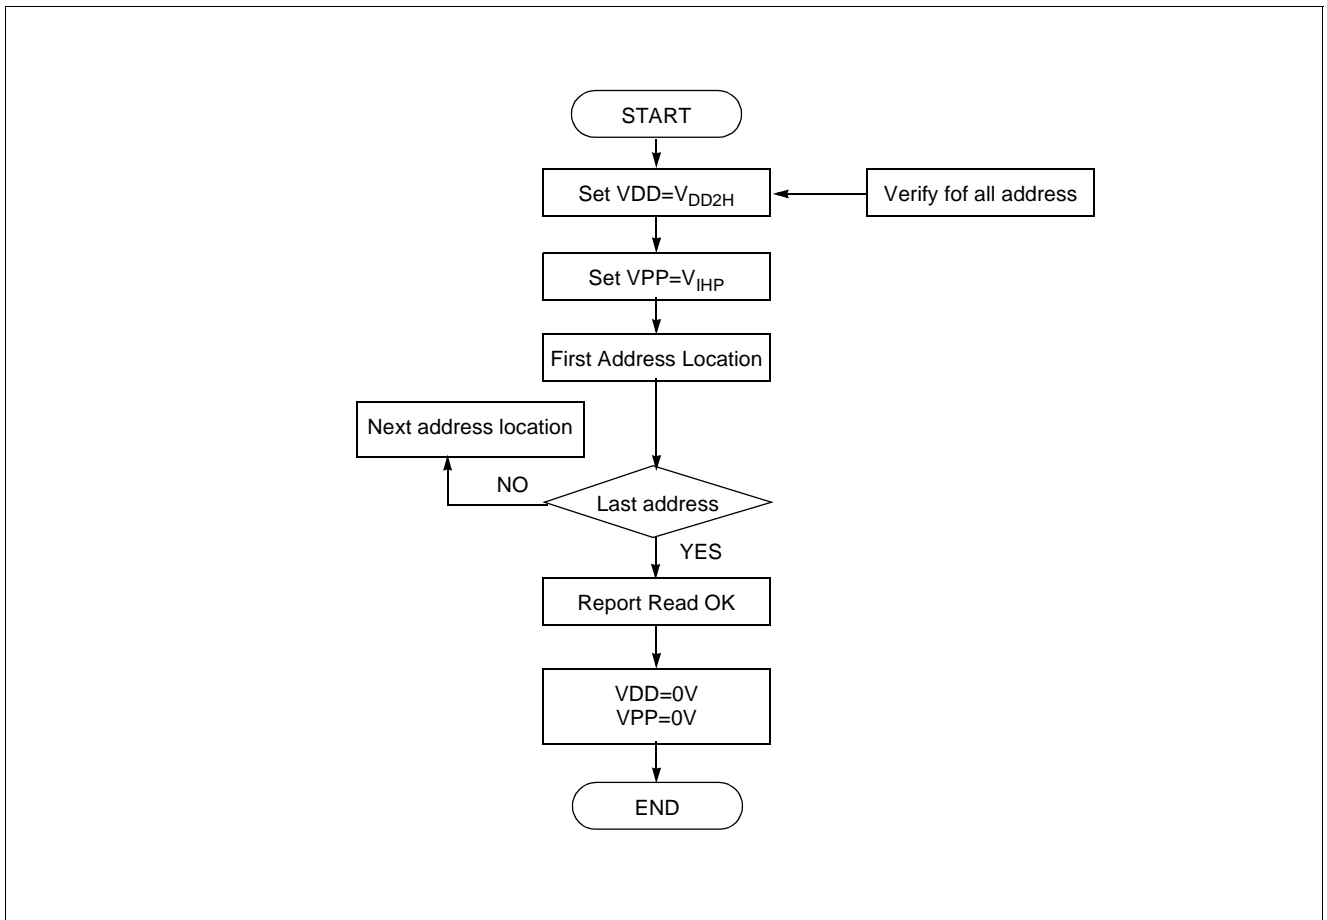 START
Set VDD=VDD2H
Verify fof all address
Set VPP=VIHP
First Address Location
Next address location
NO
Last address
YES
Report Read OK
VDD=0V
VPP=0V
END